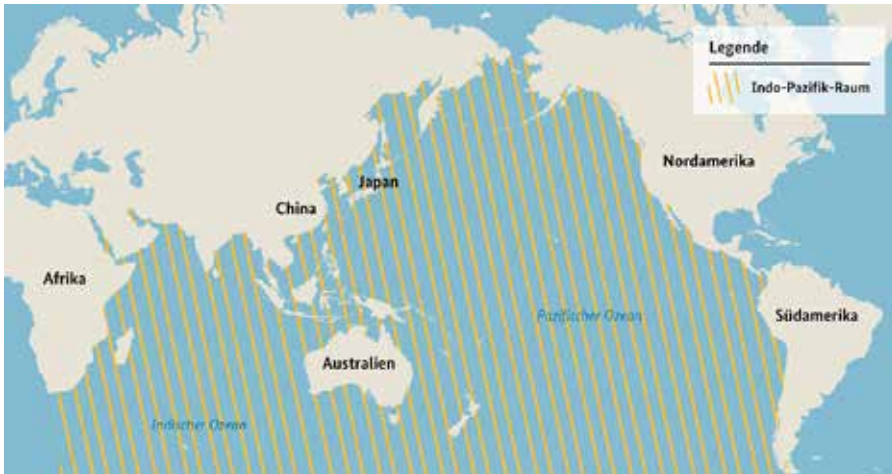 Legende
Indo-Pazifik-Raum
Nordamerika
Japan
China
Afrika
Pazifischer Ozean
Südamerika
Australien
Indischer Ozean